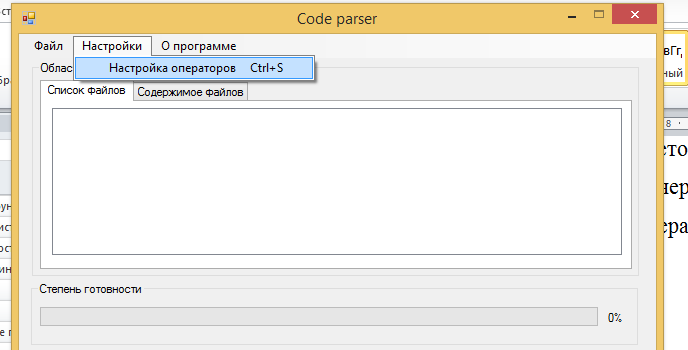 Code parser
Файл Настройки О программе
Настройка операторов Ctrl+S
Список файлов Содержимое файлов
Степень готовности
0%